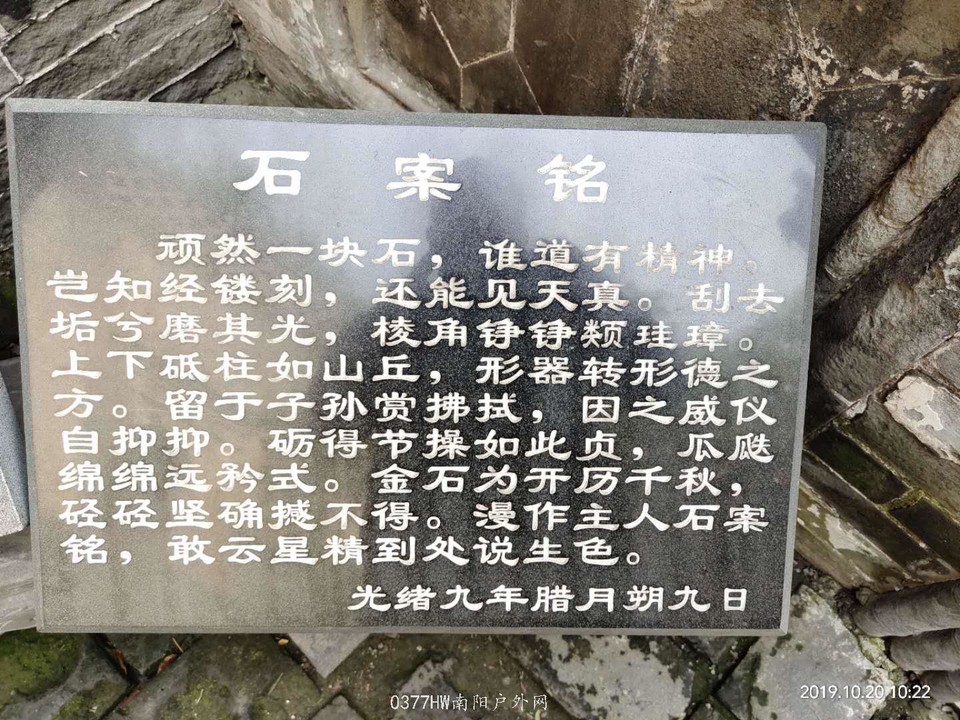 石案铭
顽然一块石，谁道有精神。
岂知经镂刻，还能见天真。刮去
垢兮磨其光，棱角铮铮颣珪璋。
上下砥柱如山丘，形器转形德之
方。留于子孙赏拂拭，因之威仪
自抑抑。砺得节操如此贞，瓜瓞
绵绵远矜式。金石为开历千秋，
硁硁坚确撼不得。漫作主人石案
铭，敢云星精到处说生色。
光绪九年腊月朔九日
2019.10.20 10:22
0377HW南阳户外网